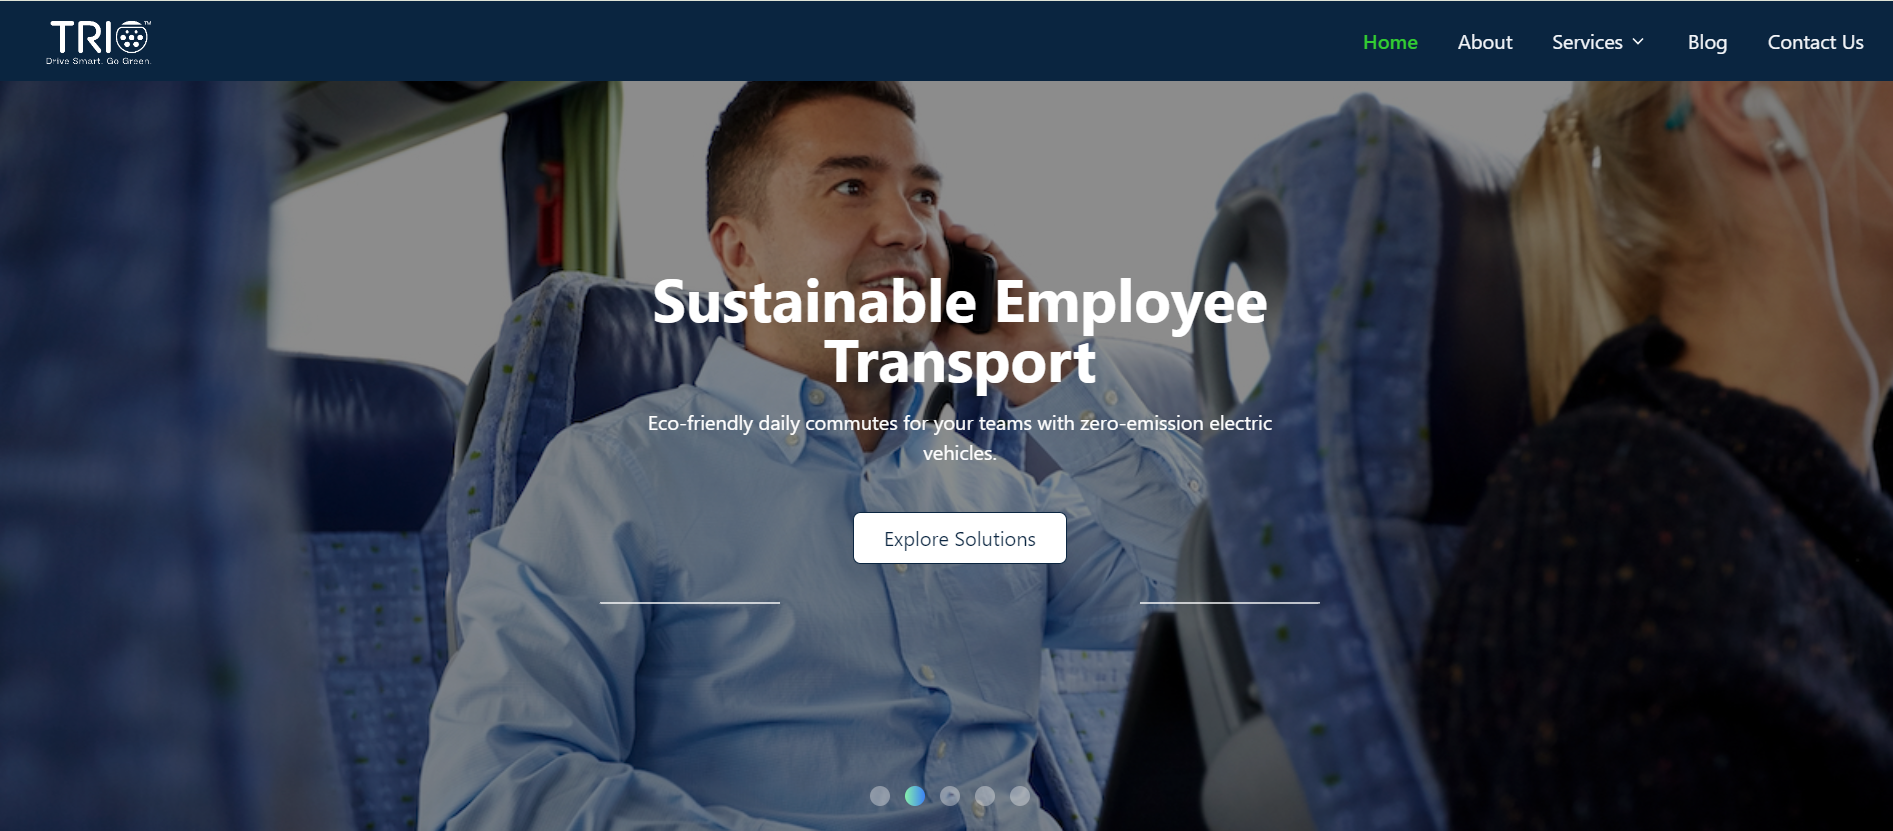 TRIO™
Drive Smart. Go Green.
Home
About
Services
Blog
Contact Us
Sustainable Employee
Transport
Eco-friendly daily commutes for your teams with zero-emission electric
vehicles.
Explore Solutions